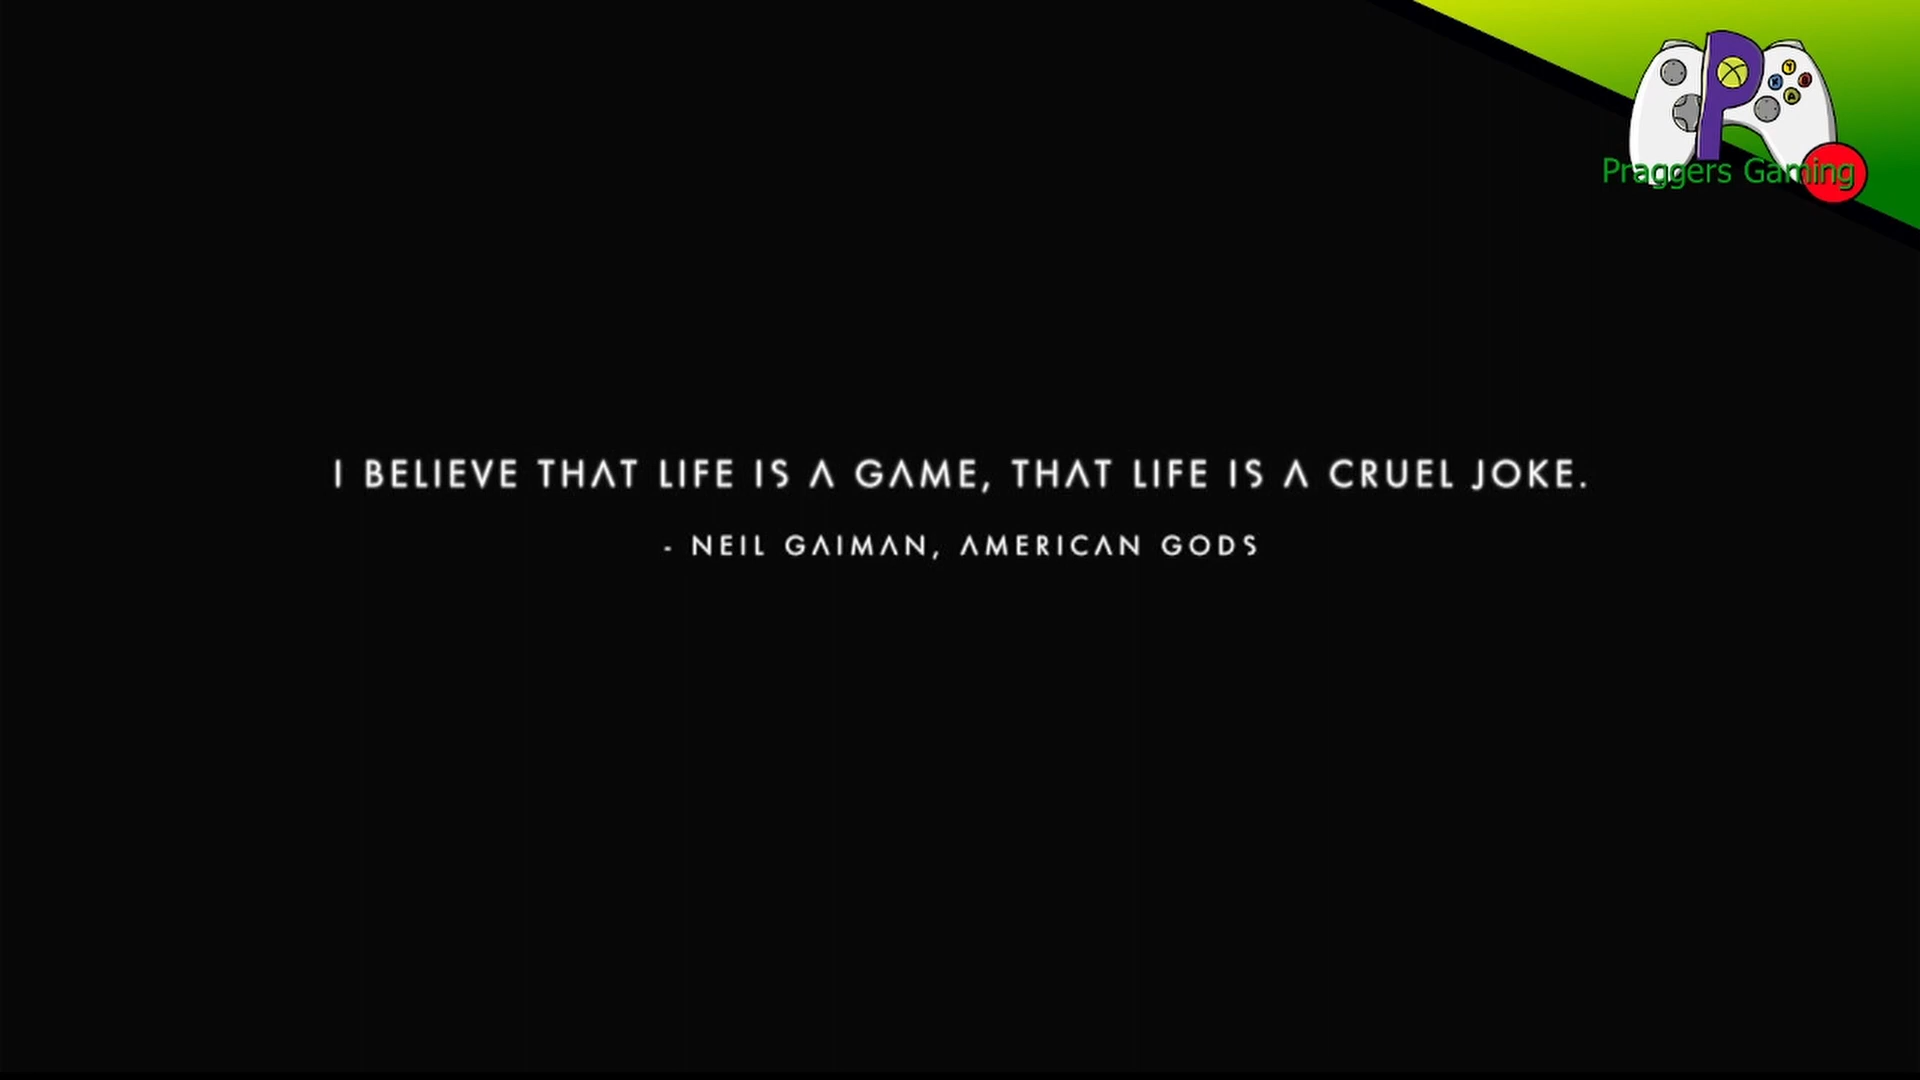 Praggers Gaming
I BELIEVE THAT LIFE IS A GAME, THAT LIFE IS A CRUEL JOKE.
- NEIL GAIMAN, AMERICAN GODS